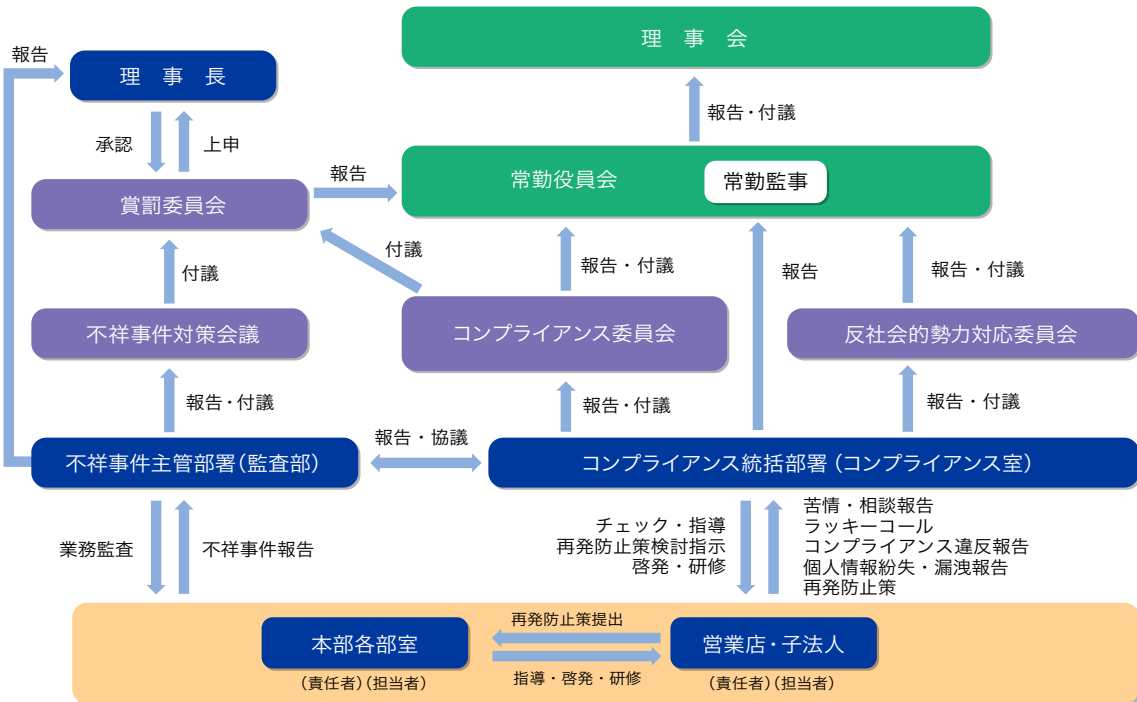 理 事 会
報告
理 事 長
報告・付議
承認
上申
常勤役員会
常勤監事
報告
賞罰委員会
付議
付議
報告・付議
報告
報告・付議
不祥事件対策会議
コンプライアンス委員会
反社会的勢力対応委員会
報告・付議
報告・付議
報告・付議
報告・協議
不祥事件主管部署(監査部)
コンプライアンス統括部署(コンプライアンス室)
業務監査
不祥事件報告
チェック・指導
再発防止策検討指示
啓発・研修
苦情・相談報告
ラッキーコール
コンプライアンス違反報告
個人情報紛失・漏洩報告
再発防止策
再発防止策提出
本部各部室
営業店・子法人
指導・啓発・研修
(責任者)(担当者)
(責任者)(担当者)